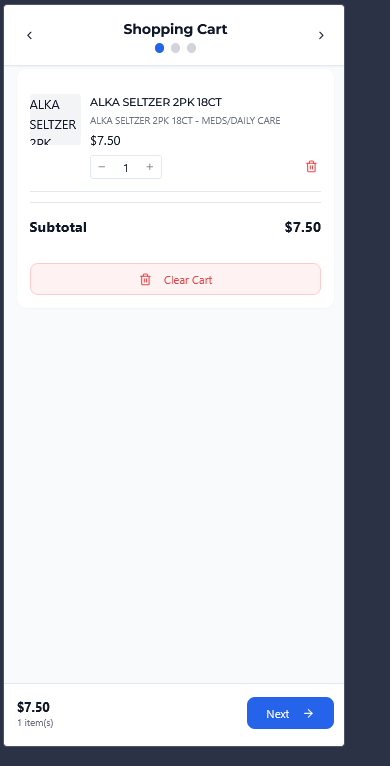 Shopping Cart
ALKA
SELTZER
2PK
ALKA SELTZER 2PK 18CT
ALKA SELTZER 2PK 18CT - MEDS/DAILY CARE
$7.50
1
Subtotal $7.50
Clear Cart
$7.50
1 item(s)
Next